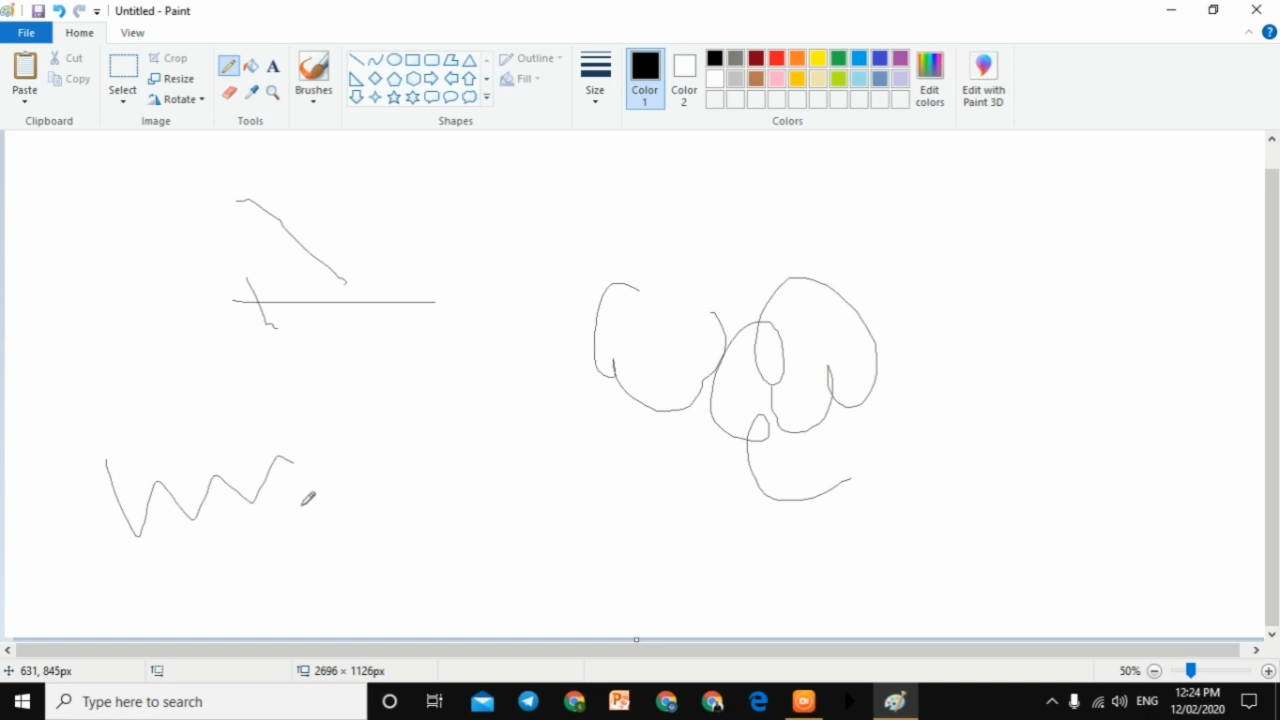 Untitled - Paint
File Home View
Paste Cut Copy Clipboard
Select Crop Resize Rotate Image
Tools
Brushes
Outline Fill Shapes
Size
Color 1 Color 2 Edit colors Colors
Edit with Paint 3D
631, 845px 2696 × 1126px 50%
Type here to search ENG 12:24 PM 12/02/2020